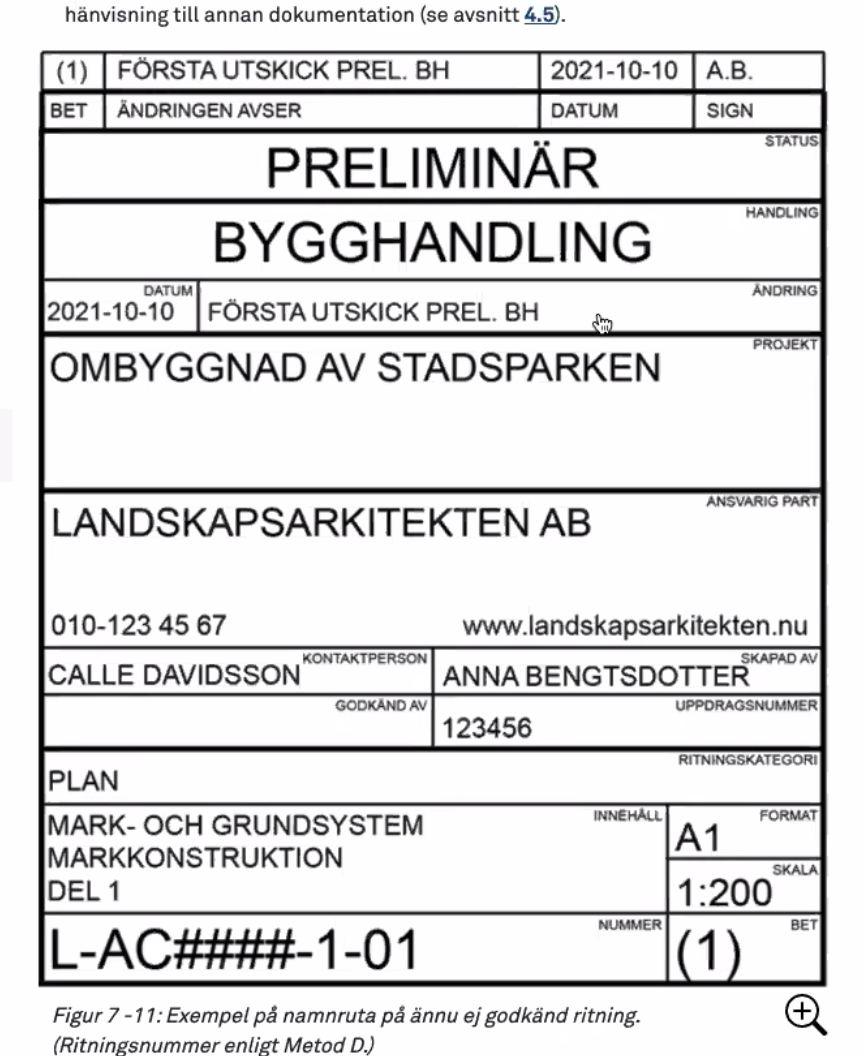 hänvisning till annan dokumentation (se avsnitt 4.5).
(1) FÖRSTA UTSKICK PREL. BH 2021-10-10 A.B.
BET ÄNDRINGEN AVSER DATUM SIGN
STATUS
PRELIMINÄR
HANDLING
BYGGHANDLING
DATUM ÄNDRING
2021-10-10 FÖRSTA UTSKICK PREL. BH
PROJEKT
OMBYGGNAD AV STADSPARKEN
ANSVARIG PART
LANDSKAPSARKITEKTEN AB
010-123 45 67 www.landskapsarkitekten.nu
KONTAKTPERSON SKAPAD AV
CALLE DAVIDSSON ANNA BENGTSDOTTER
GODKÄND AV UPPDRAGSNUMMER
123456
RITNINGSKATEGORI
PLAN
INNEHÅLL FORMAT
MARK- OCH GRUNDSYSTEM A1
MARKKONSTRUKTION
SKALA
DEL 1 1:200
NUMMER BET
L-AC####-1-01 (1)
Figur 7 -11: Exempel på namnruta på ännu ej godkänd ritning.
(Ritningsnummer enligt Metod D.)